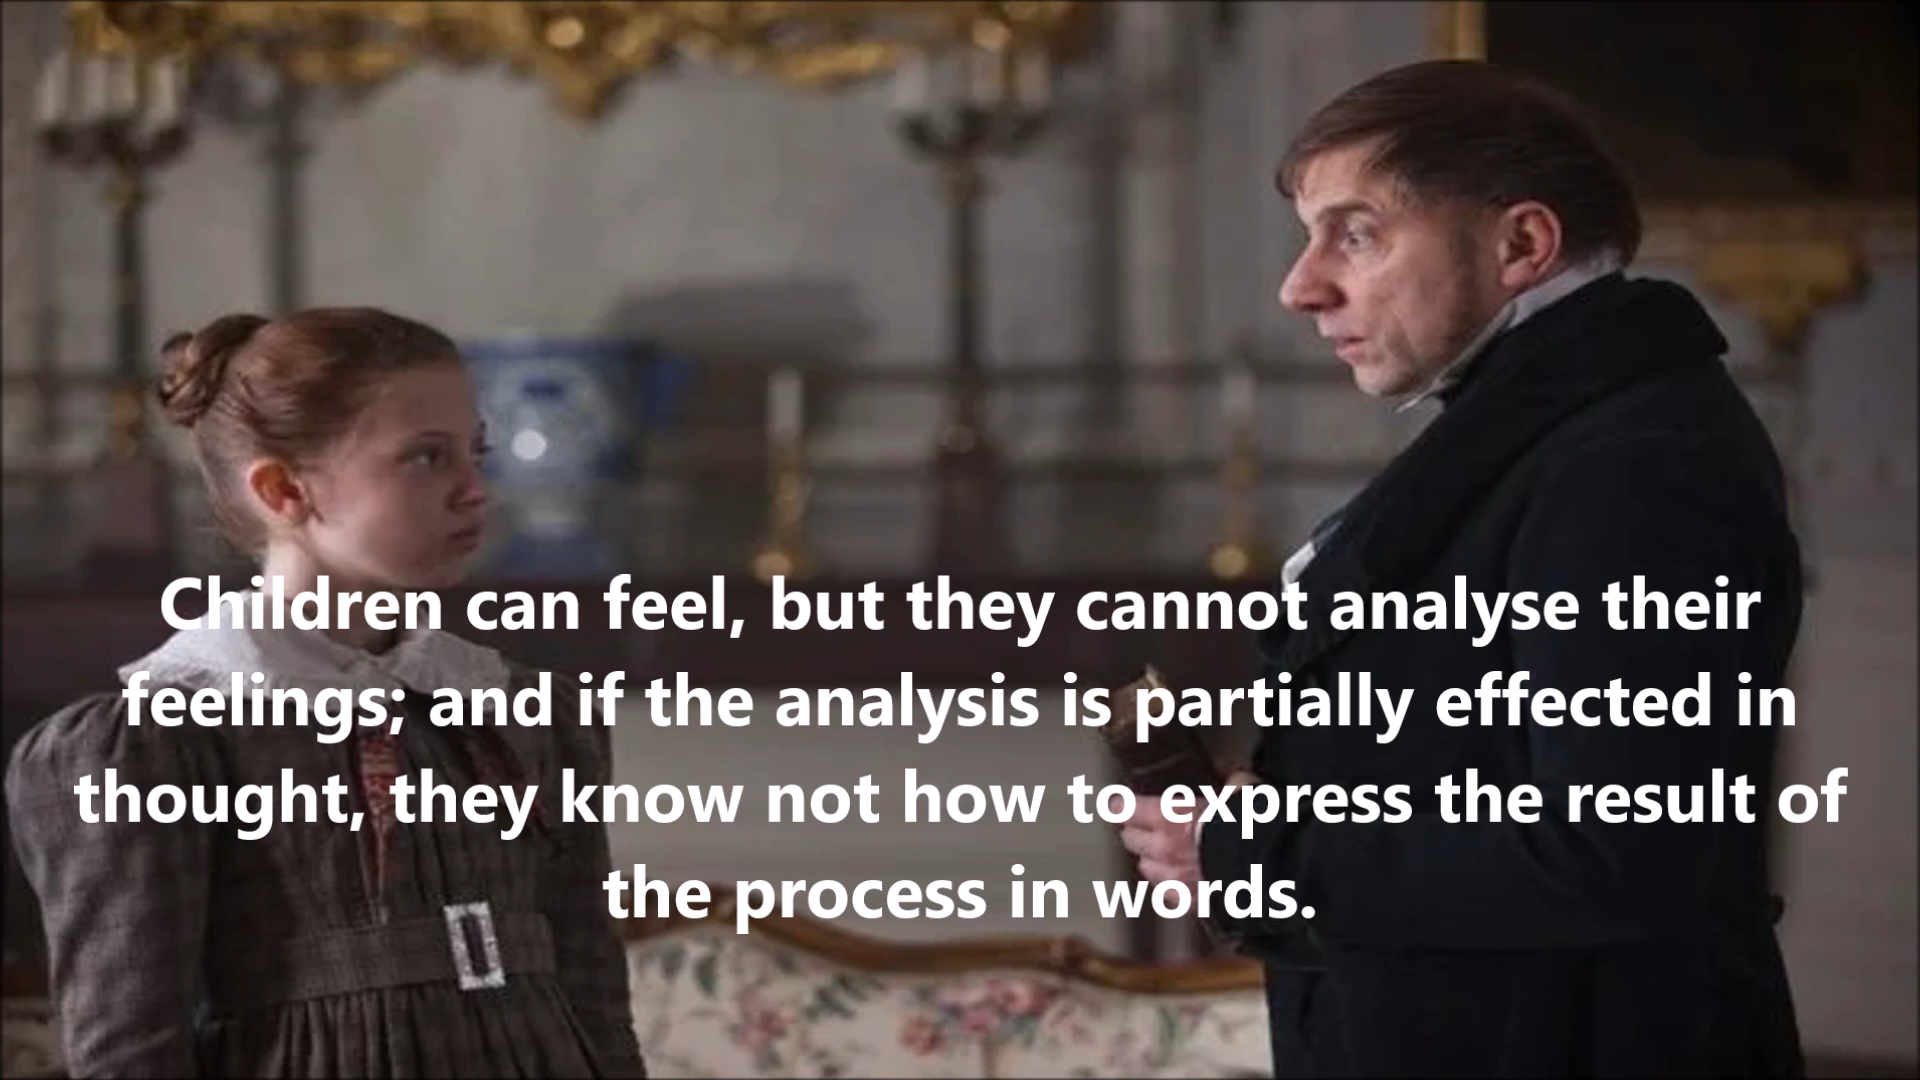 Children can feel, but they cannot analyse their
feelings; and if the analysis is partially effected in
thought, they know not how to express the result of
the process in words.